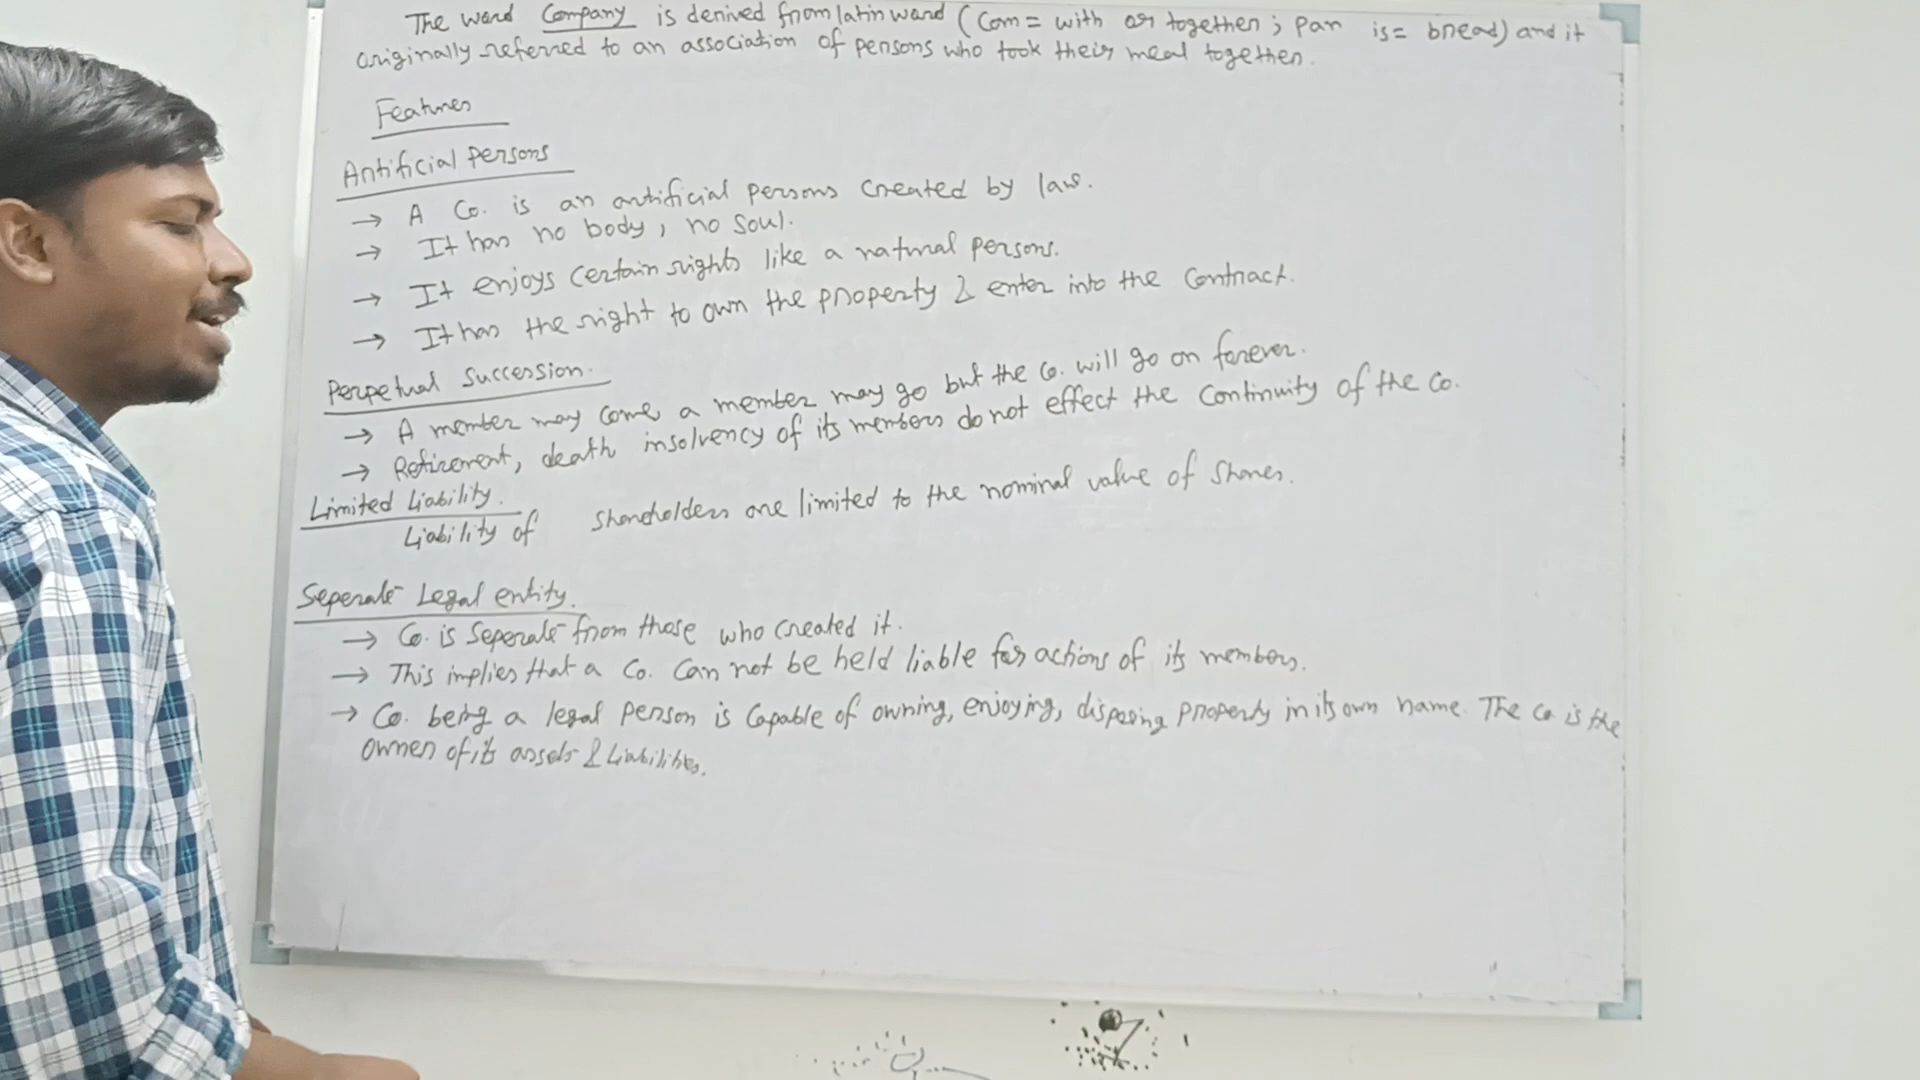 The word Company is derived from latin word (Com = with or together; pan is = bread) and it
originally referred to an association of persons who took their meal together.
Features
Artificial Persons
→ A Co. is an artificial persons created by law.
→ It has no body, no soul.
→ It enjoys certain rights like a natural persons.
→ It has the right to own the property & enter into the contract.
Perpetual Succession.
→ A member may come a member may go but the Co. will go on forever.
→ Retirement, death insolvency of its members do not effect the continuity of the Co.
Limited Liability.
Liability of shareholders are limited to the nominal value of shares.
Seperate Legal entity.
→ Co. is seperate from those who created it.
→ This implies that a Co. can not be held liable for actions of its members.
→ Co. being a legal person is capable of owning, enjoying, disposing property in its own name. The Co is the
owner of its assets & liabilities.